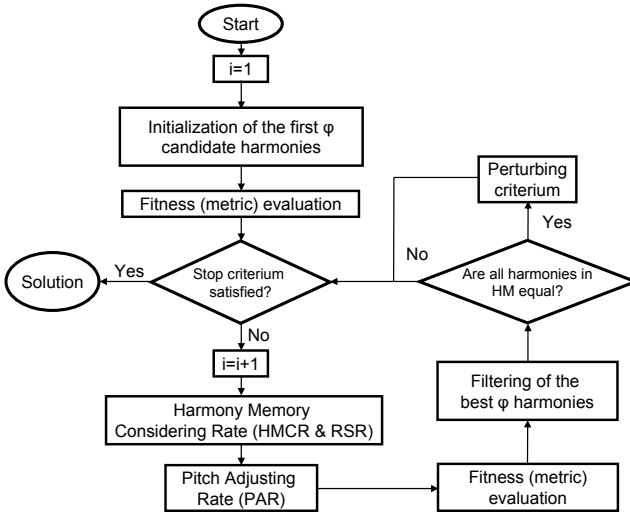 Start
i=1
Initialization of the first φ
candidate harmonies
Fitness (metric) evaluation
Stop criterium
satisfied?
Yes
Solution
No
i=i+1
Harmony Memory
Considering Rate (HMCR & RSR)
Pitch Adjusting
Rate (PAR)
Fitness (metric)
evaluation
Filtering of the
best φ harmonies
Are all harmonies in
HM equal?
No
Yes
Perturbing
criterium